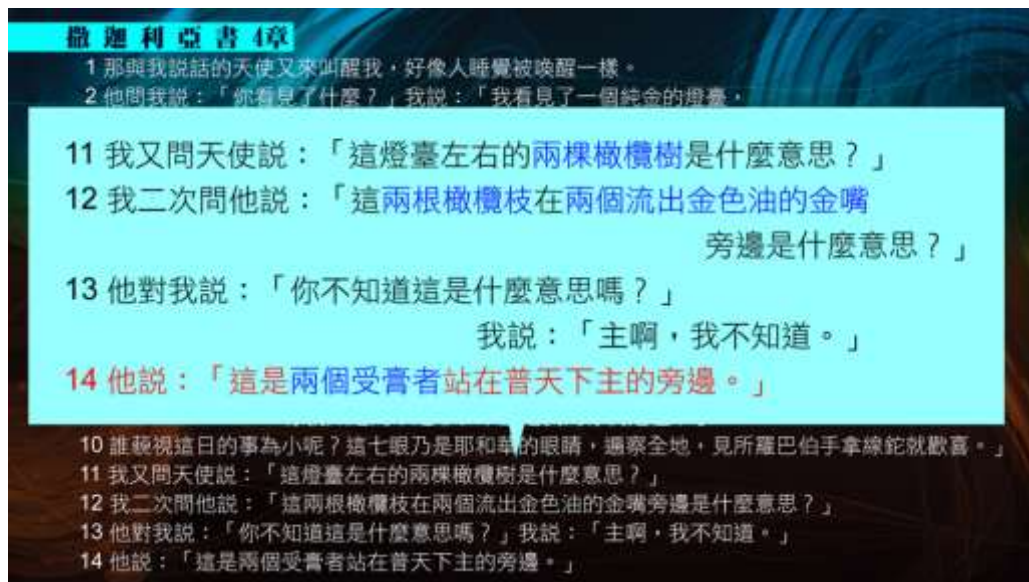 撒迦利亞書 4章
1 那與我説話的天使又來叫醒我，好像人睡覺被喚醒一樣。
2 他問我説：「你看見了什麼？」我説：「我看見了一個純金的燈臺，
11 我又問天使説：「這燈臺左右的兩棵橄欖樹是什麼意思？」
12 我二次問他説：「這兩根橄欖枝在兩個流出金色油的金嘴
旁邊是什麼意思？」
13 他對我説：「你不知道這是什麼意思嗎？」
我説：「主啊，我不知道。」
14 他説：「這是兩個受膏者站在普天下主的旁邊。」
10 誰藐視這日的事為小呢？這七眼乃是耶和華的眼睛，遍察全地，見所羅巴伯手拿線鉈就歡喜。」
11 我又問天使説：「這燈臺左右的兩棵橄欖樹是什麼意思？」
12 我二次問他説：「這兩根橄欖枝在兩個流出金色油的金嘴旁邊是什麼意思？」
13 他對我説：「你不知道這是什麼意思嗎？」我説：「主啊，我不知道。」
14 他説：「這是兩個受膏者站在普天下主的旁邊。」